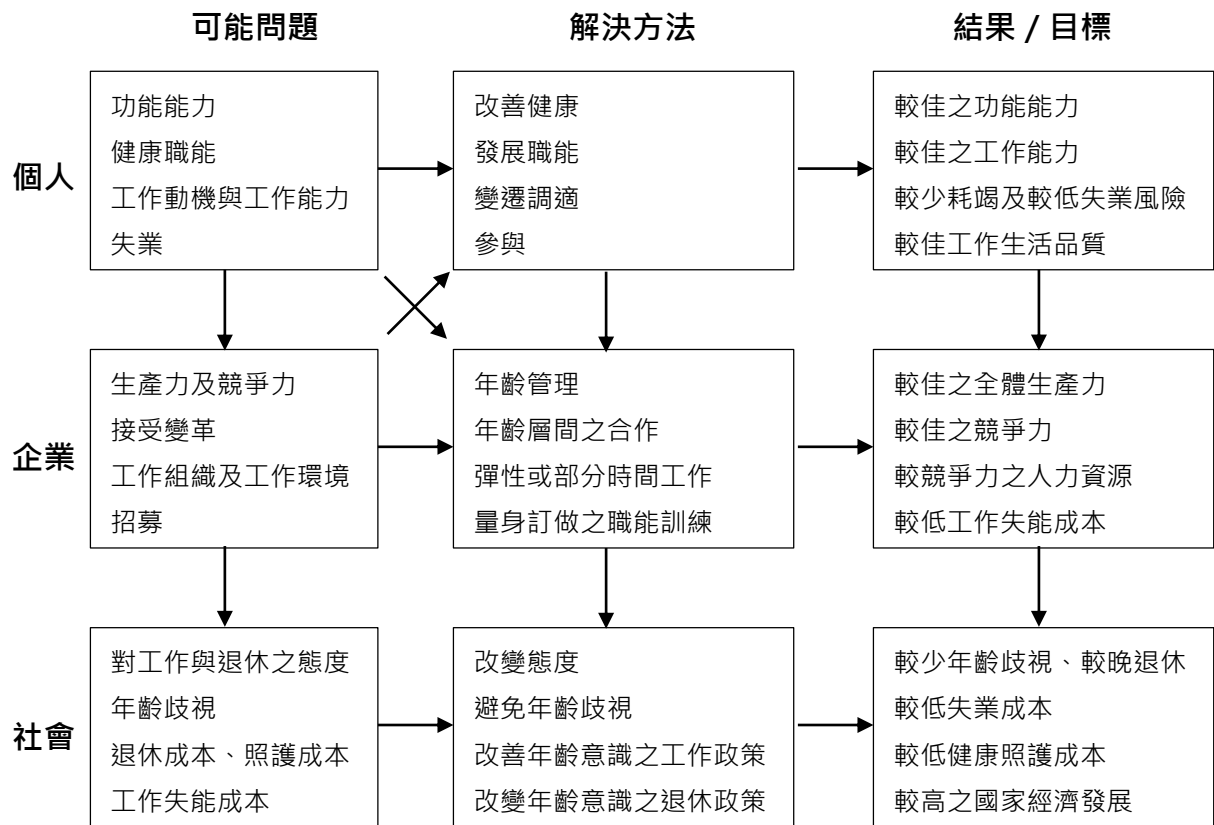 可能問題
解決方法
結果 / 目標
個人
功能能力
健康職能
工作動機與工作能力
失業
改善健康
發展職能
變遷調適
參與
較佳之功能能力
較佳之工作能力
較少耗竭及較低失業風險
較佳工作生活品質
企業
生產力及競爭力
接受變革
工作組織及工作環境
招募
年齡管理
年齡層間之合作
彈性或部分時間工作
量身訂做之職能訓練
較佳之全體生產力
較佳之競爭力
較競爭力之人力資源
較低工作失能成本
社會
對工作與退休之態度
年齡歧視
退休成本、照護成本
工作失能成本
改變態度
避免年齡歧視
改善年齡意識之工作政策
改變年齡意識之退休政策
較少年齡歧視、較晚退休
較低失業成本
較低健康照護成本
較高之國家經濟發展